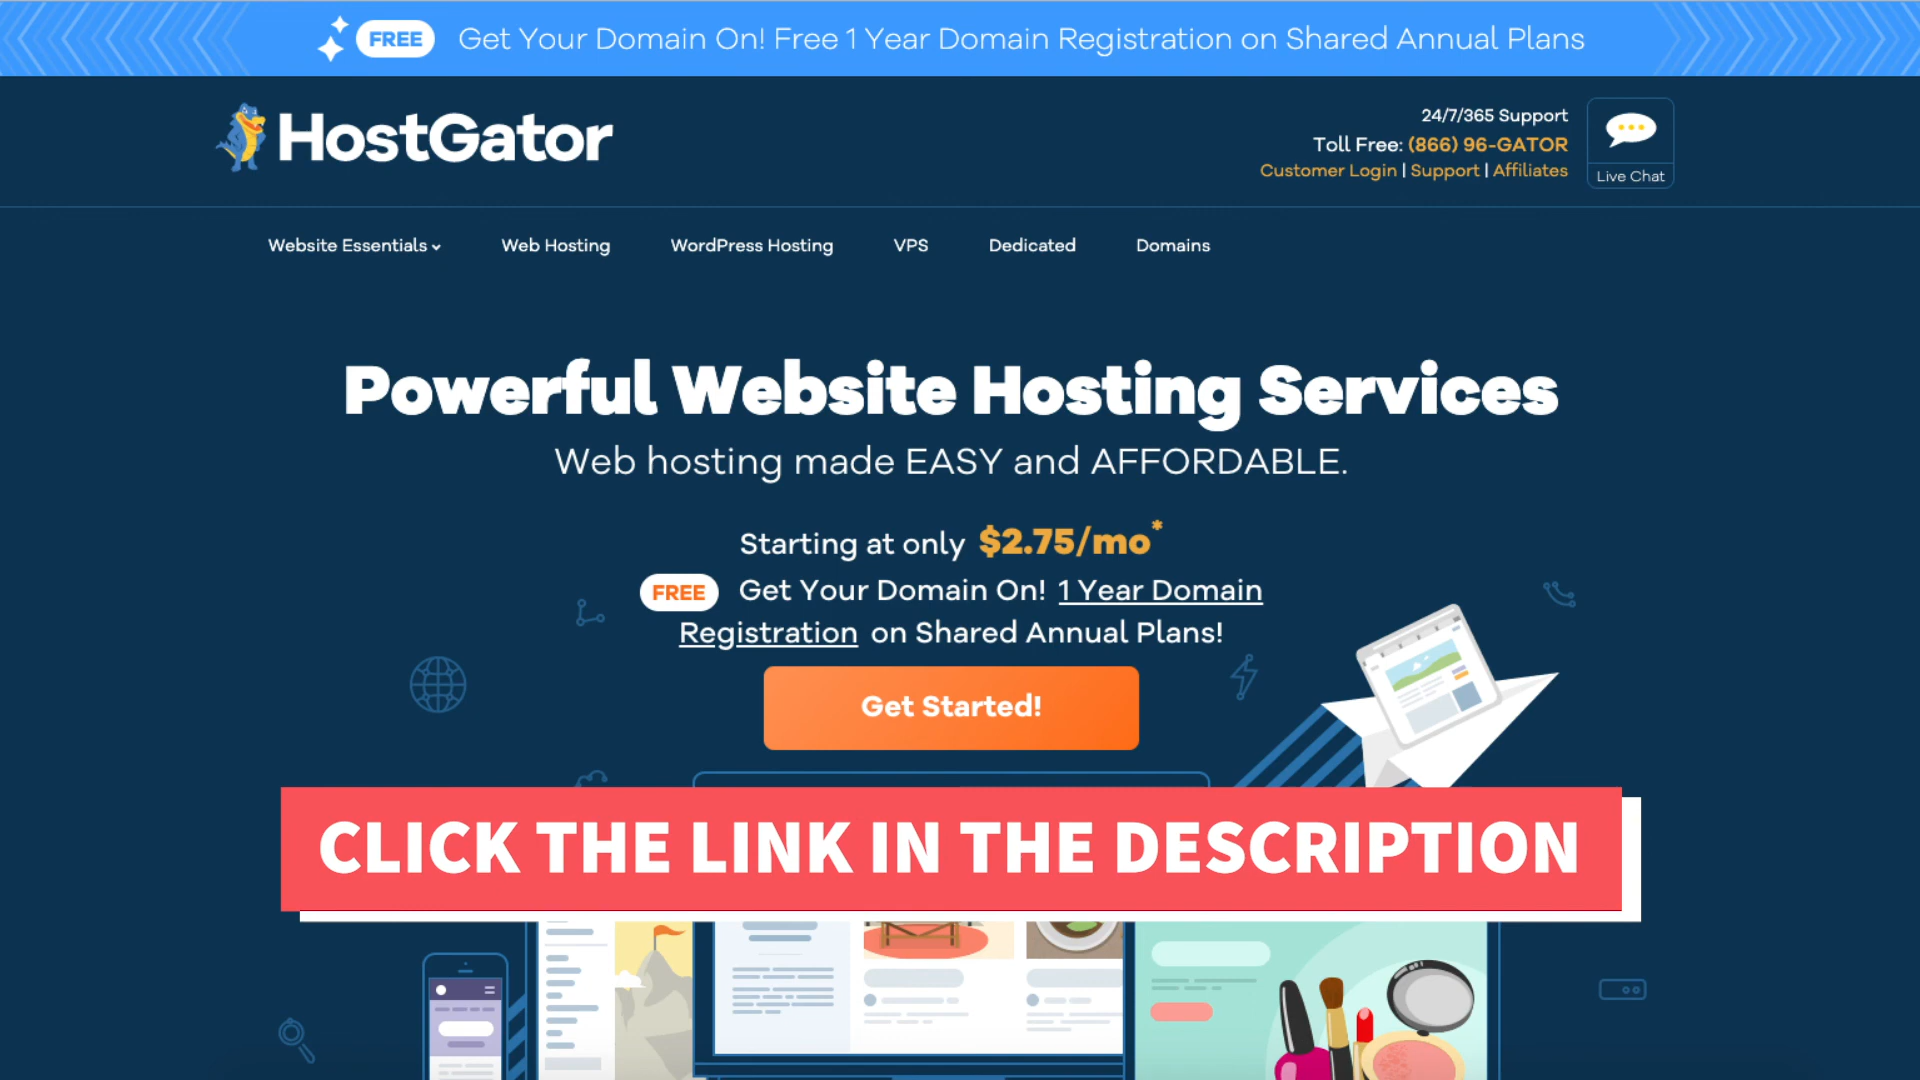 FREE Get Your Domain On! Free 1 Year Domain Registration on Shared Annual Plans
HostGator
24/7/365 Support
Toll Free: (866) 96-GATOR
Customer Login | Support | Affiliates
Live Chat
Website Essentials
Web Hosting
WordPress Hosting
VPS
Dedicated
Domains
Powerful Website Hosting Services
Web hosting made EASY and AFFORDABLE.
Starting at only $2.75/mo*
FREE Get Your Domain On! 1 Year Domain
Registration on Shared Annual Plans!
Get Started!
CLICK THE LINK IN THE DESCRIPTION